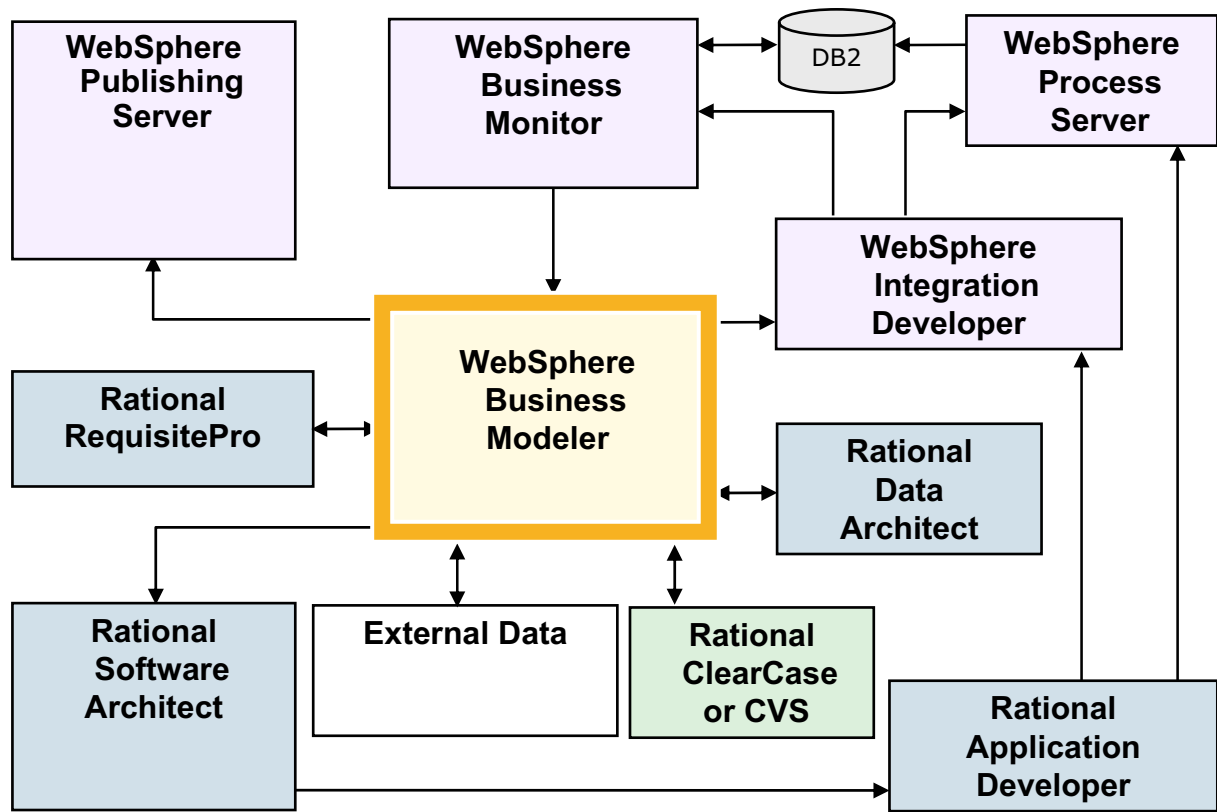 WebSphere
Publishing
Server
WebSphere
Business
Monitor
DB2
WebSphere
Process
Server
WebSphere
Integration
Developer
WebSphere
Business
Modeler
Rational
RequisitePro
Rational
Data
Architect
Rational
Software
Architect
External Data
Rational
ClearCase
or CVS
Rational
Application
Developer